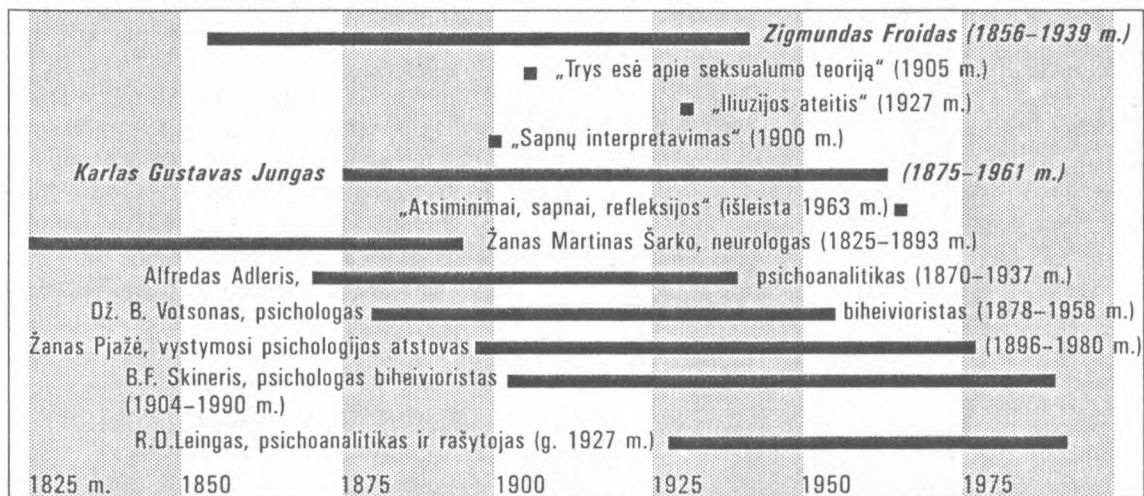 Zigmundas Froidas (1856–1939 m.)
„Trys esė apie seksualumo teoriją“ (1905 m.)
„Iliuzijos ateitis“ (1927 m.)
„Sapnų interpretavimas“ (1900 m.)
Karlas Gustavas Jungas (1875–1961 m.)
„Atsiminimai, sapnai, refleksijos“ (išleista 1963 m.)
Žanas Martinas Šarko, neurologas (1825–1893 m.)
Alfredas Adleris, psichoanalitikas (1870–1937 m.)
Dž. B. Votsonas, psichologas biheivioristas (1878–1958 m.)
Žanas Pjažė, vystymosi psichologijos atstovas (1896–1980 m.)
B.F. Skineris, psichologas biheivioristas
(1904–1990 m.)
R.D.Leingas, psichoanalitikas ir rašytojas (g. 1927 m.)
1825 m. 1850 1875 1900 1925 1950 1975